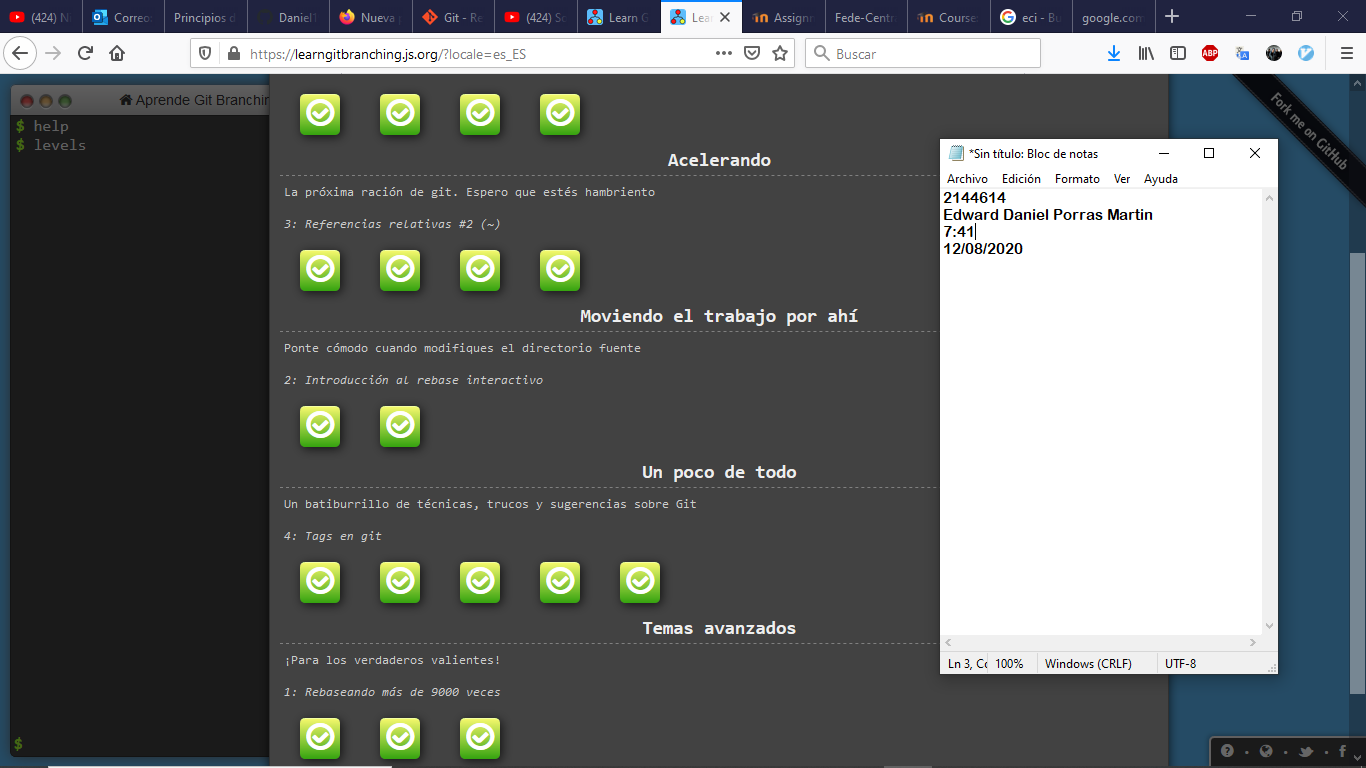 (424) N
Correo
Principios d
DanielT
Nueva p
Git - Re
(424) Sc
Learn G
Lear
Assignm
Fede-Centr
Courses
eci - Bu
google.com
https://learngitbranching.js.org/?locale=es_ES
Buscar
ABP
Aprende Git Branchin
$ help
$ levels
$
Acelerando
La próxima ración de git. Espero que estés hambriento
3: Referencias relativas #2 (~)
Moviendo el trabajo por ahí
Ponte cómodo cuando modifiques el directorio fuente
2: Introducción al rebase interactivo
Un poco de todo
Un batiburrillo de técnicas, trucos y sugerencias sobre Git
4: Tags en git
Temas avanzados
¡Para los verdaderos valientes!
1: Rebaseando más de 9000 veces
Fork me on GitHub
*Sin título: Bloc de notas
Archivo Edición Formato Ver Ayuda
2144614
Edward Daniel Porras Martin
7:41
12/08/2020
Ln 3, Cc 100% Windows (CRLF) UTF-8